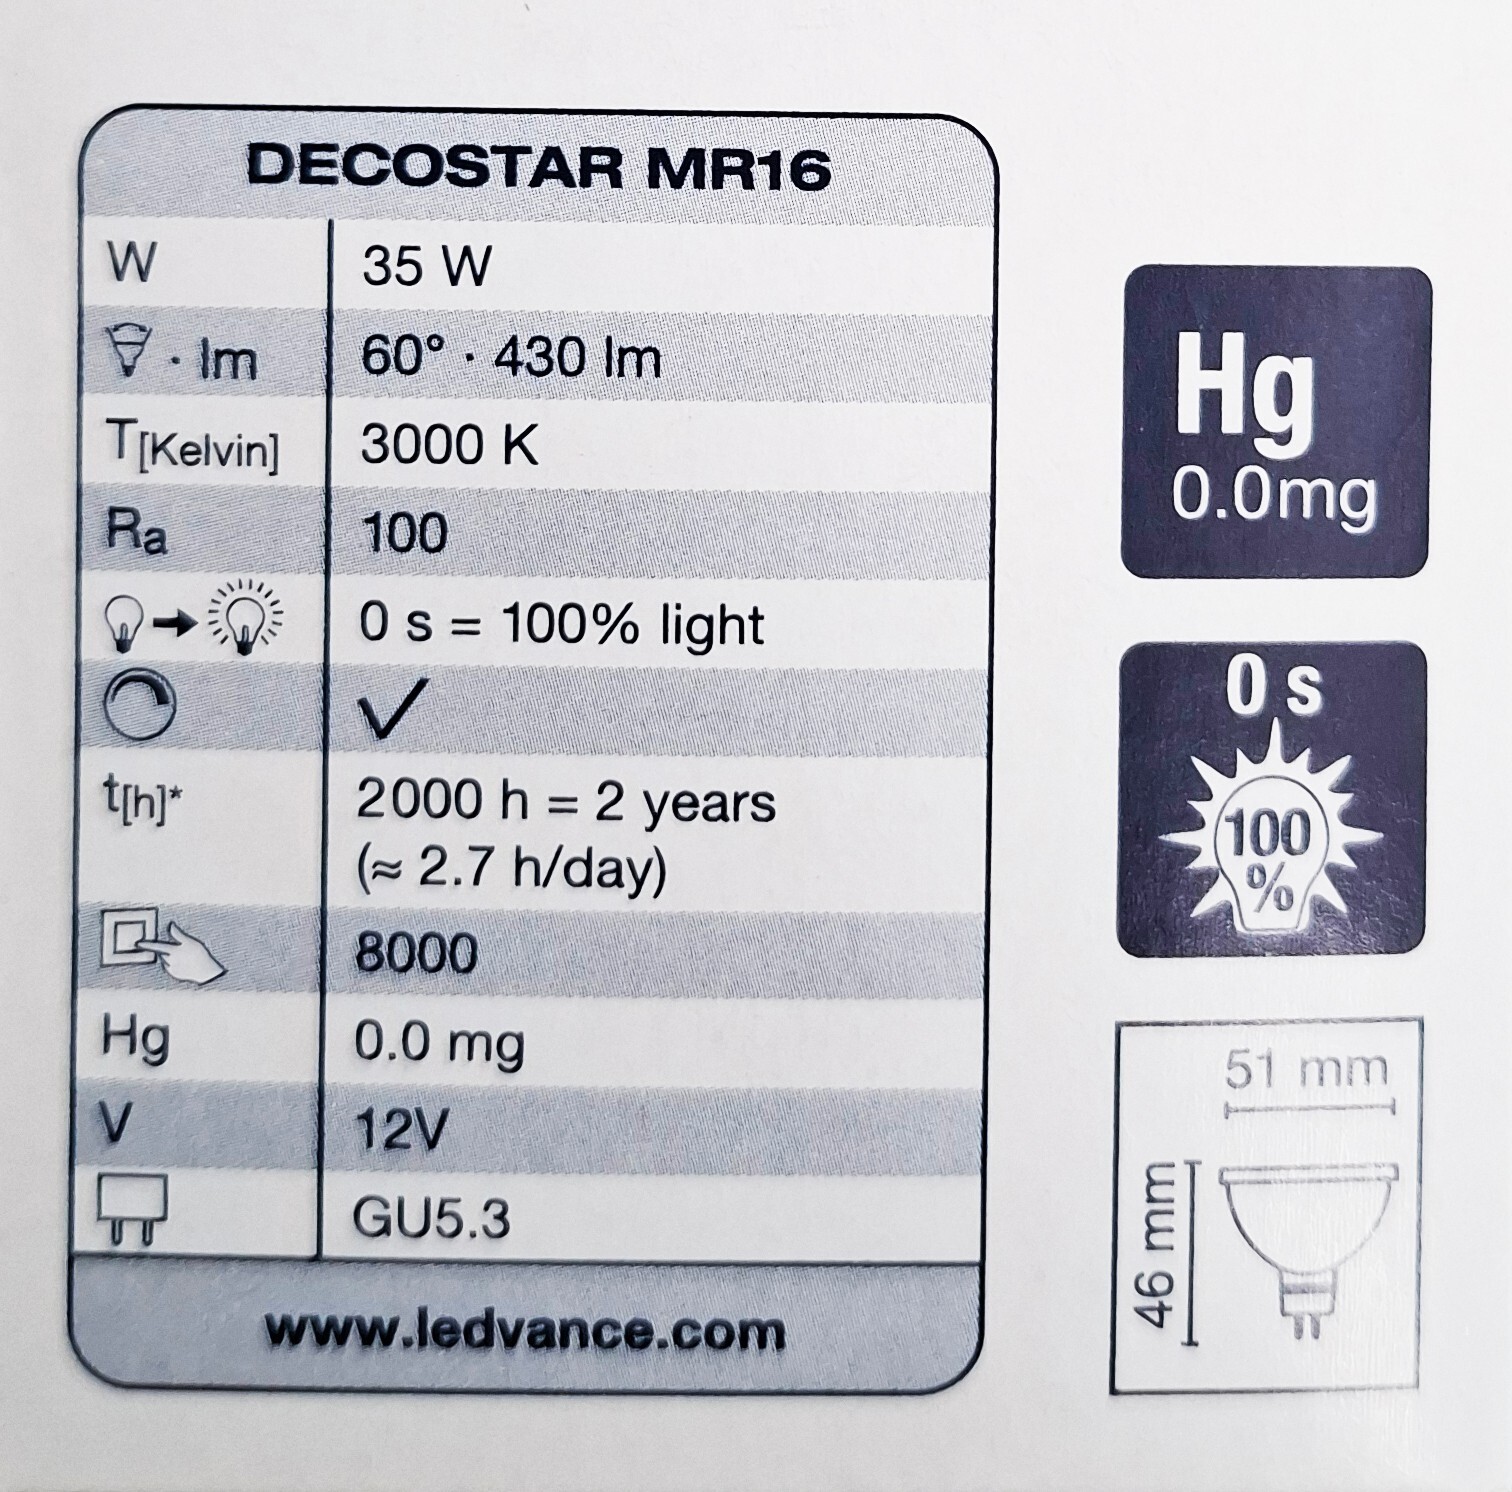 DECOSTAR MR16
W 35 W
· lm 60° · 430 lm
T[Kelvin] 3000 K
Ra 100
0 s = 100% light
✓
t[h]* 2000 h = 2 years
(≈ 2.7 h/day)
8000
Hg 0.0 mg
V 12V
GU5.3
www.ledvance.com
Hg
0.0mg
0 s
100
%
51 mm
46 mm